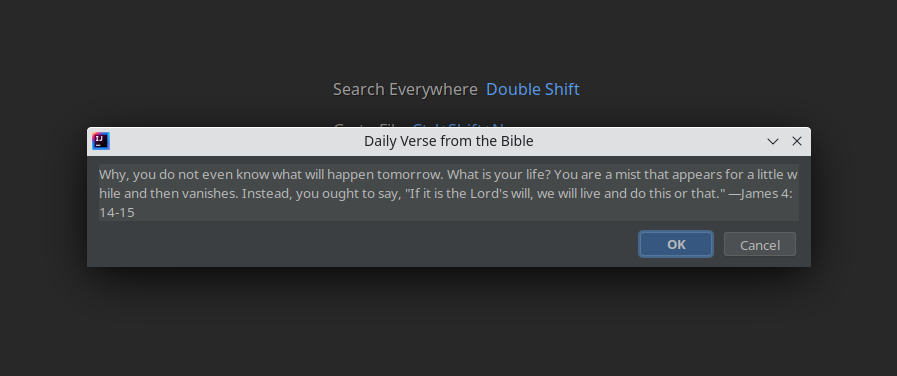 Search Everywhere Double Shift
Daily Verse from the Bible
Why, you do not even know what will happen tomorrow. What is your life? You are a mist that appears for a little w
hile and then vanishes. Instead, you ought to say, "If it is the Lord's will, we will live and do this or that." —James 4:
14-15
OK Cancel